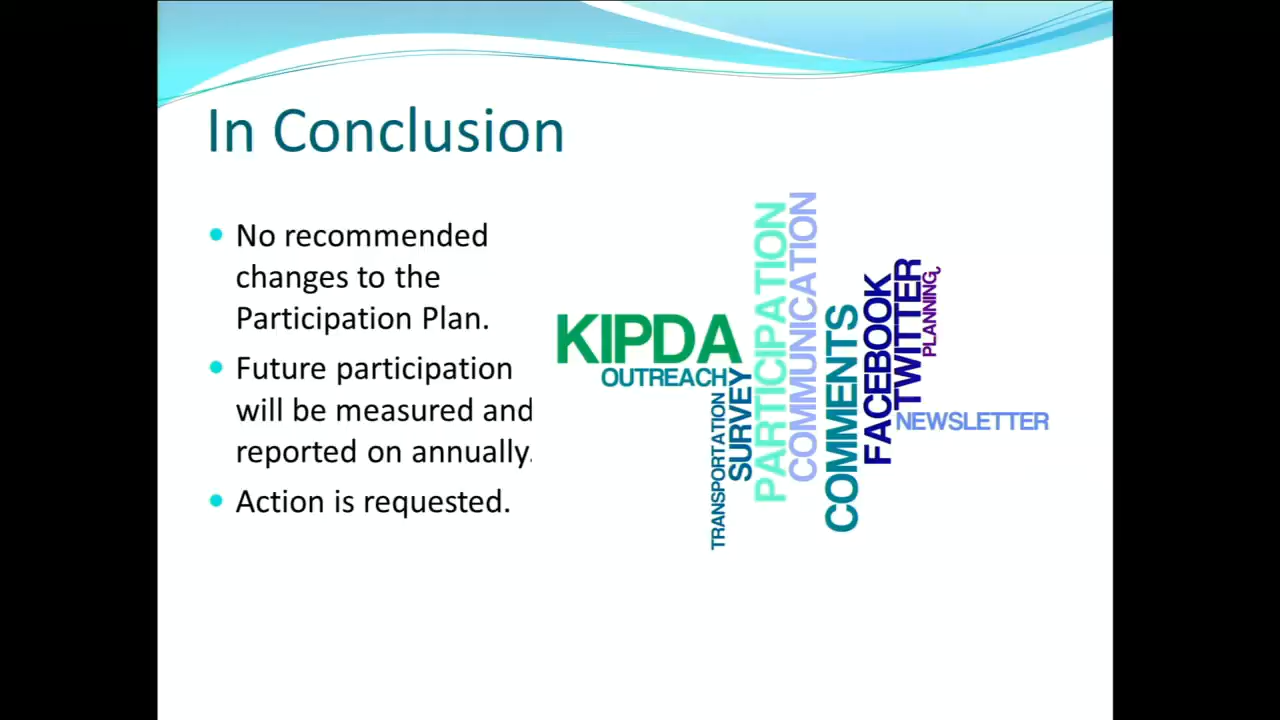 In Conclusion
• No recommended
changes to the
Participation Plan.
• Future participation
will be measured and
reported on annually.
• Action is requested.
KIPDA
OUTREACH
TRANSPORTATION
SURVEY
PARTICIPATION
COMMUNICATION
COMMENTS
FACEBOOK
TWITTER
PLANNING
NEWSLETTER